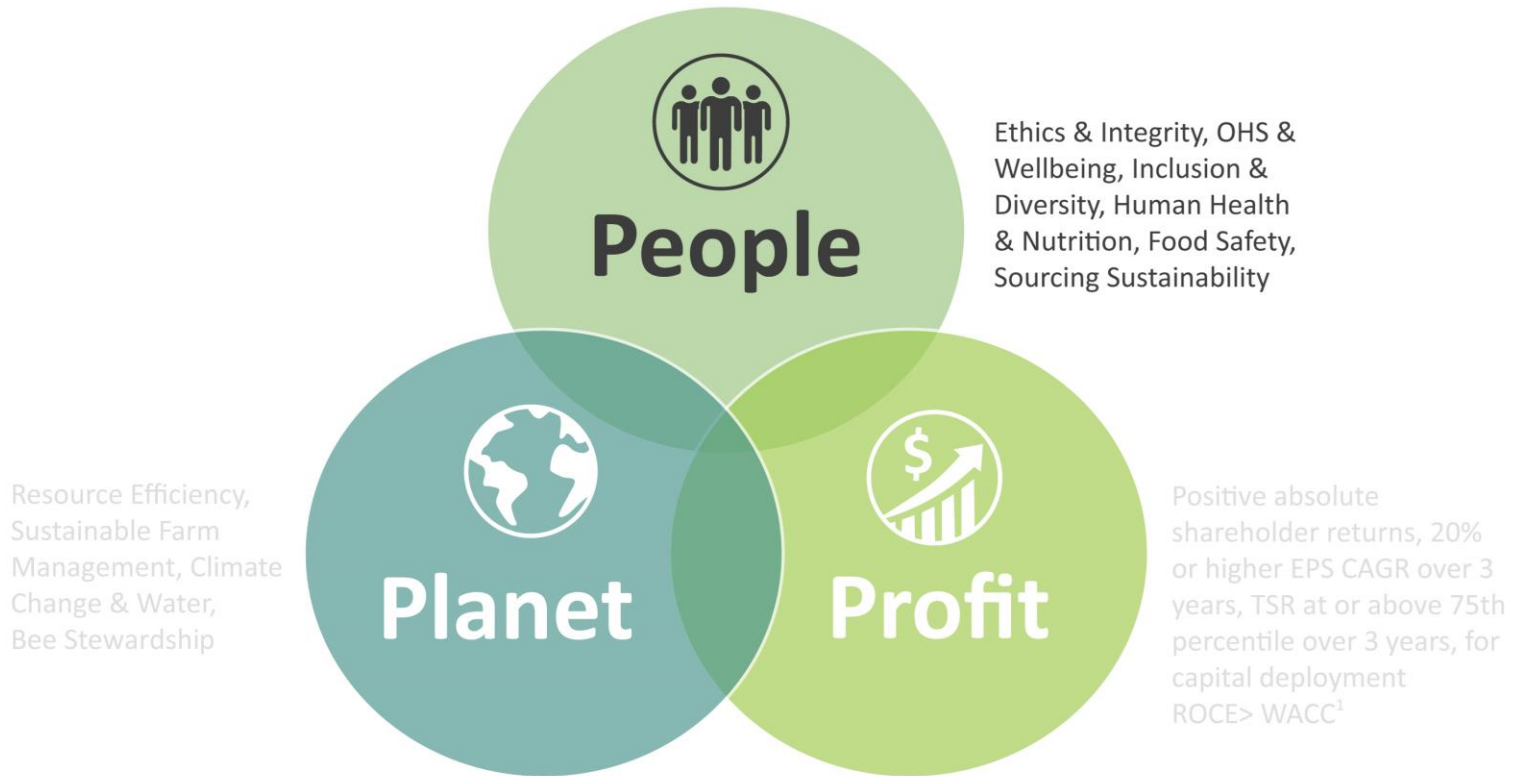 People
Ethics & Integrity, OHS &
Wellbeing, Inclusion &
Diversity, Human Health
& Nutrition, Food Safety,
Sourcing Sustainability
Resource Efficiency,
Sustainable Farm
Management, Climate
Change & Water,
Bee Stewardship
Planet
$
Profit
Positive absolute
shareholder returns, 20%
or higher EPS CAGR over 3
years, TSR at or above 75th
percentile over 3 years, for
capital deployment
ROCE> WACC¹